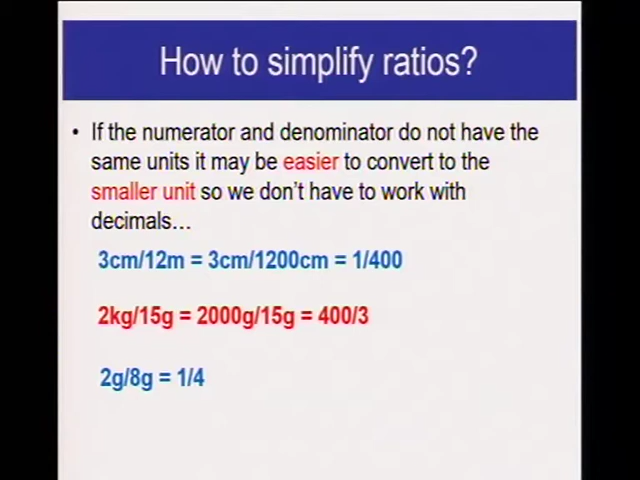 How to simplify ratios?
• If the numerator and denominator do not have the
same units it may be easier to convert to the
smaller unit so we don't have to work with
decimals…
3cm/12m = 3cm/1200cm = 1/400
2kg/15g = 2000g/15g = 400/3
2g/8g = 1/4